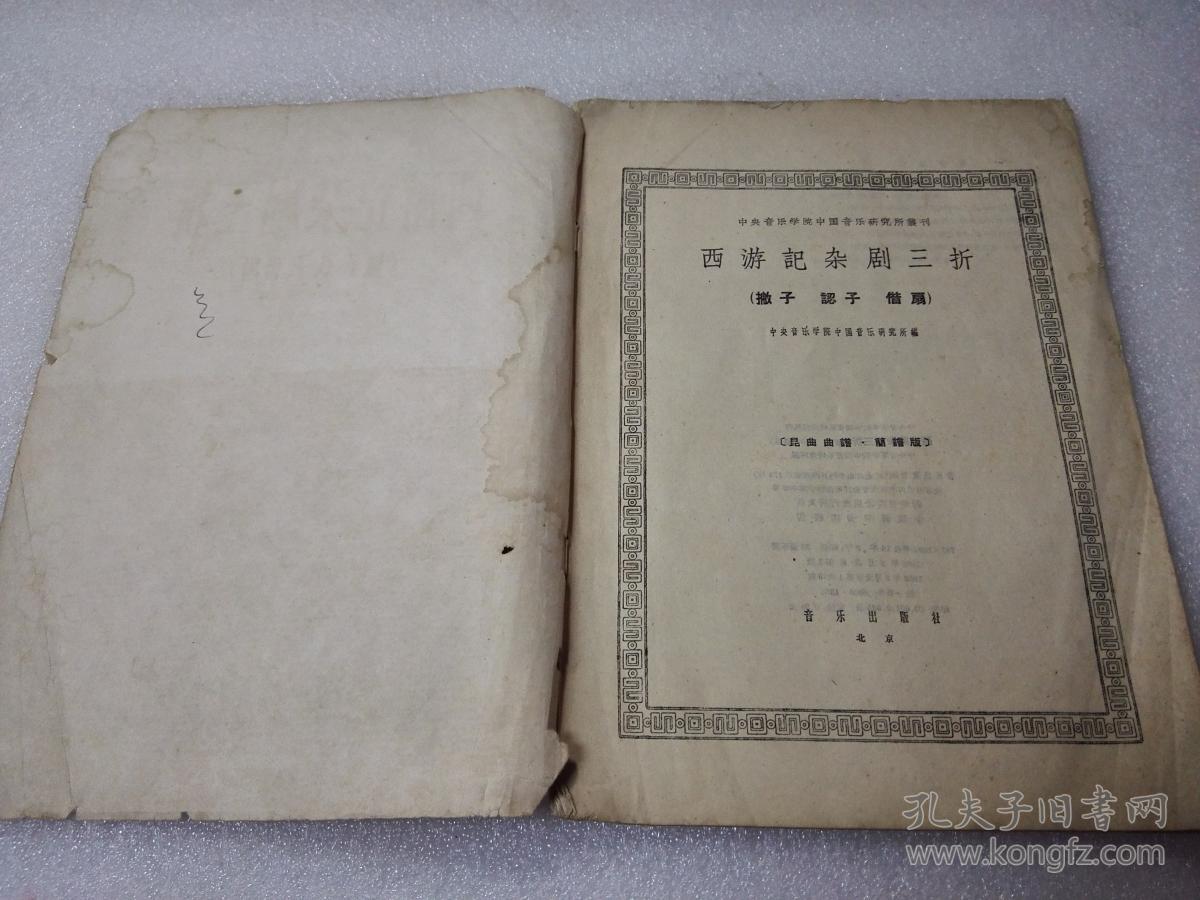 中央音乐学院中国音乐研究所叢刊
西游記杂剧三折
(撇子 認子 借扇)
中央音乐学院中国音乐研究所編
〔昆曲曲譜·簡譜版〕
音乐出版社
北京
孔夫子旧书网
www.kongfz.com